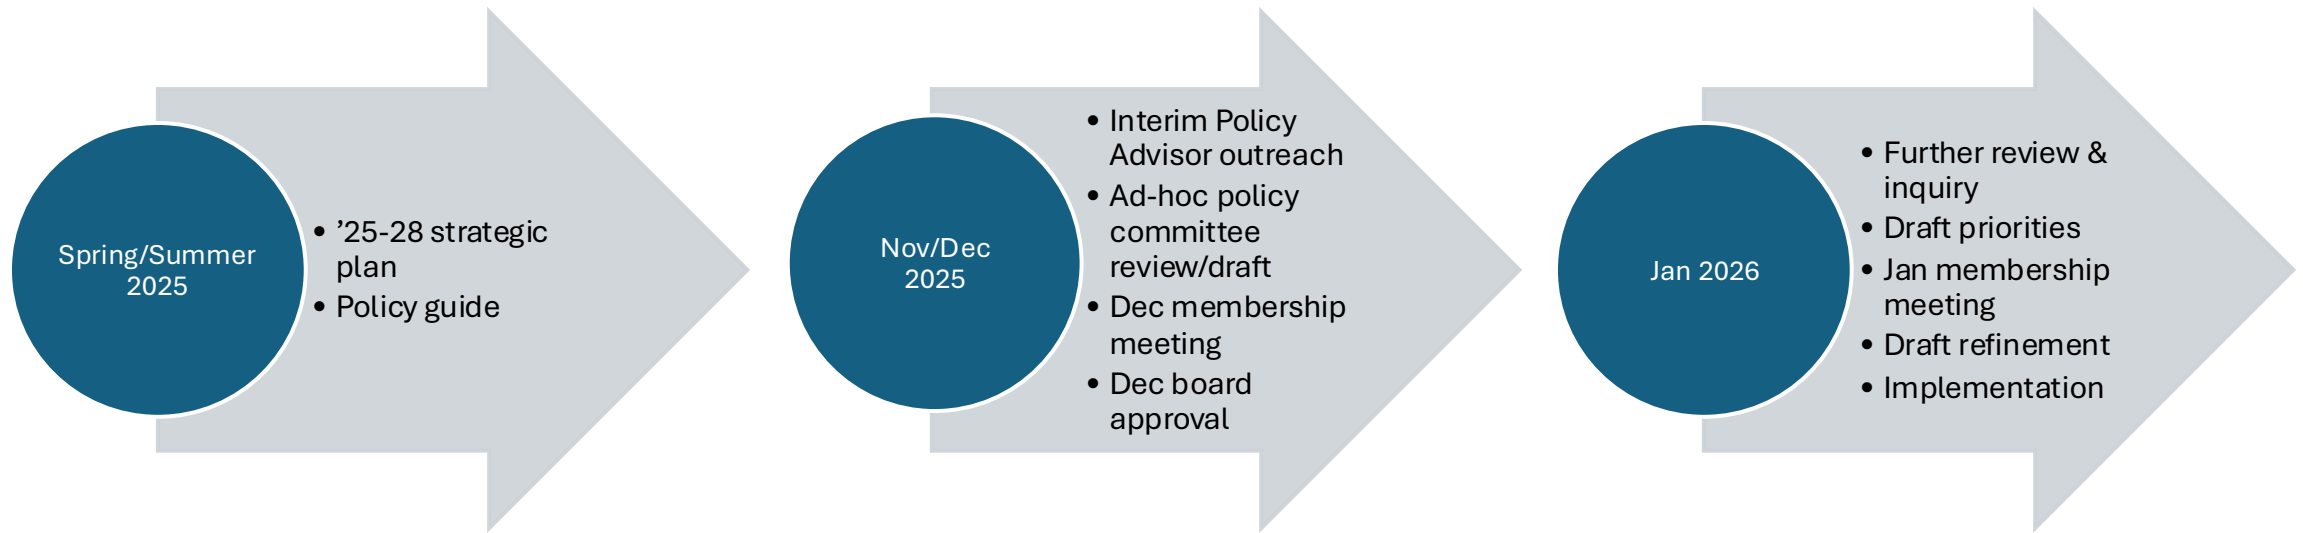 Spring/Summer
2025
• ’25-28 strategic
plan
• Policy guide
Nov/Dec
2025
• Interim Policy
Advisor outreach
• Ad-hoc policy
committee
review/draft
• Dec membership
meeting
• Dec board
approval
Jan 2026
• Further review &
inquiry
• Draft priorities
• Jan membership
meeting
• Draft refinement
• Implementation